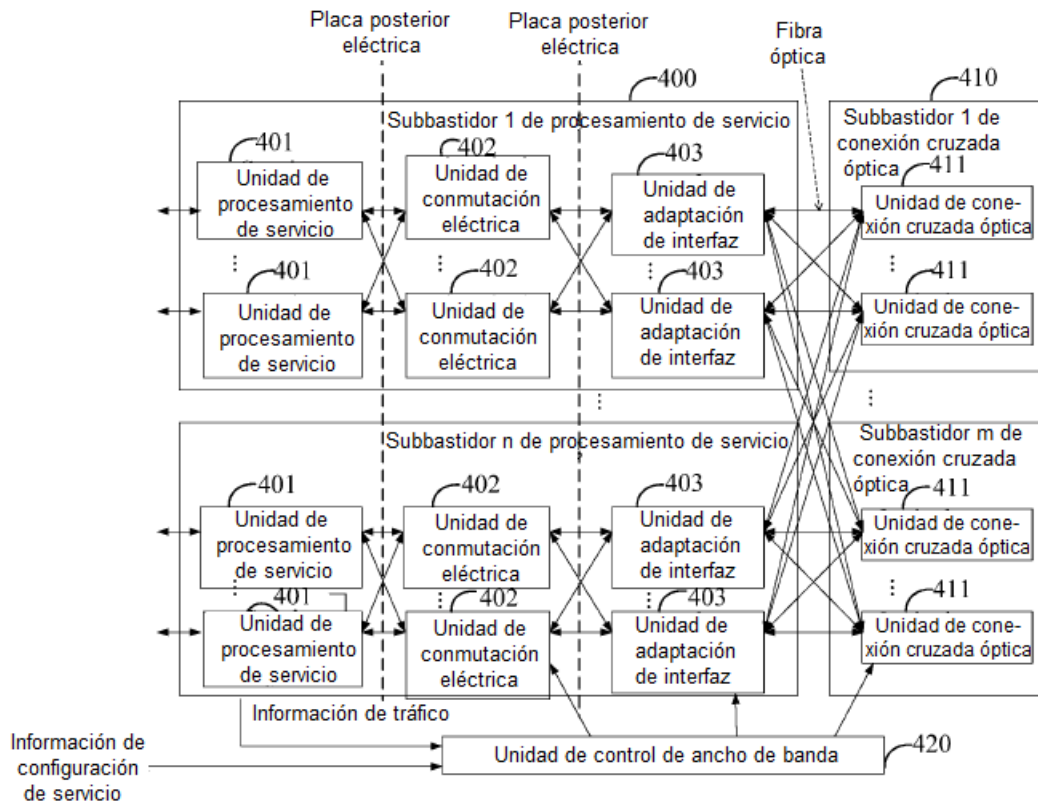 Placa posterior
eléctrica
Placa posterior
eléctrica
Fibra
óptica
400
410
Subbastidor 1 de procesamiento de servicio
Subbastidor 1 de
conexión cruzada
óptica
401
402
403
411
Unidad de
procesamiento
de servicio
Unidad de
conmutación
eléctrica
Unidad de
adaptación
de interfaz
Unidad de cone-
xión cruzada óptica
401
402
403
411
Unidad de
procesamiento
de servicio
Unidad de
conmutación
eléctrica
Unidad de
adaptación
de interfaz
Unidad de cone-
xión cruzada óptica
Subbastidor n de procesamiento de servicio
Subbastidor m de
conexión cruzada
óptica
401
402
403
411
Unidad de
procesamiento
de servicio
Unidad de
conmutación
eléctrica
Unidad de
adaptación
de interfaz
Unidad de cone-
xión cruzada óptica
401
402
403
411
Unidad de
procesamiento
de servicio
Unidad de
conmutación
eléctrica
Unidad de
adaptación
de interfaz
Unidad de cone-
xión cruzada óptica
Información de tráfico
Información de
configuración
de servicio
Unidad de control de ancho de banda
420